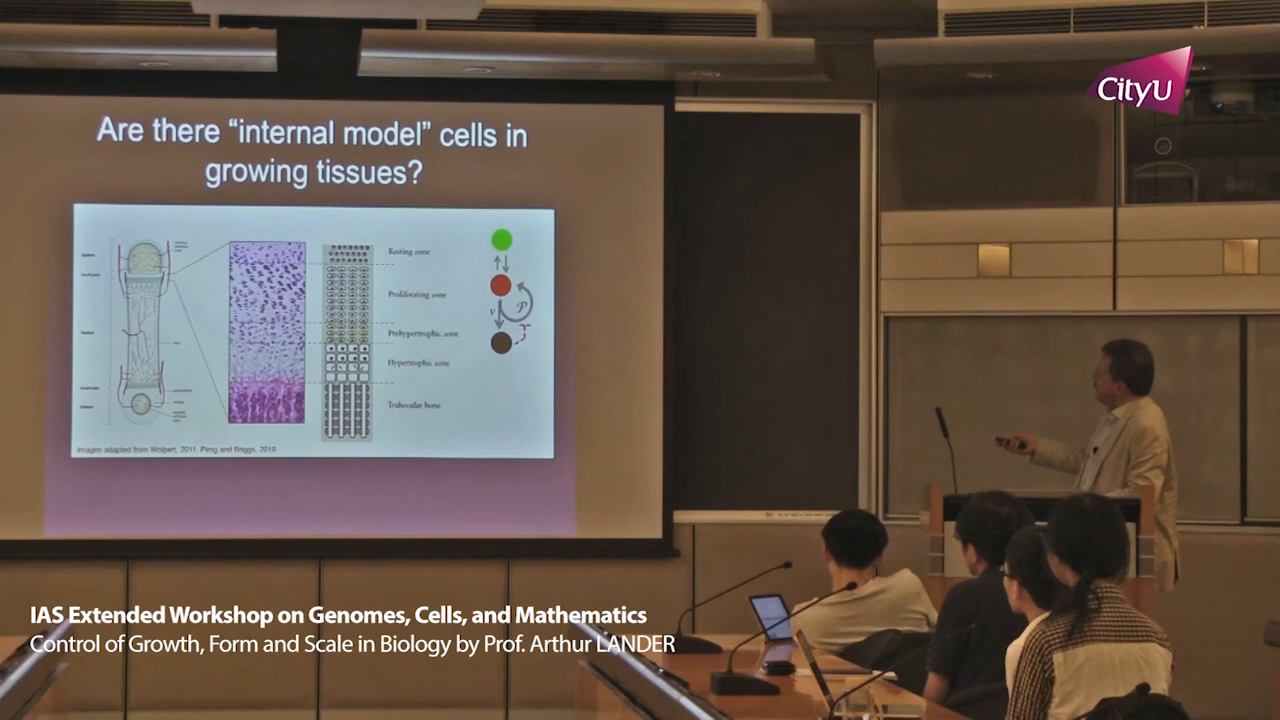 CityU
Are there “internal model” cells in
growing tissues?
Resting zone
Proliferating zone
Prehypertrophic zone
Hypertrophic zone
Trabecular bone
v
P
Images adapted from Wolpert, 2011, Pirog and Briggs, 2010
IAS Extended Workshop on Genomes, Cells, and Mathematics
Control of Growth, Form and Scale in Biology by Prof. Arthur LANDER